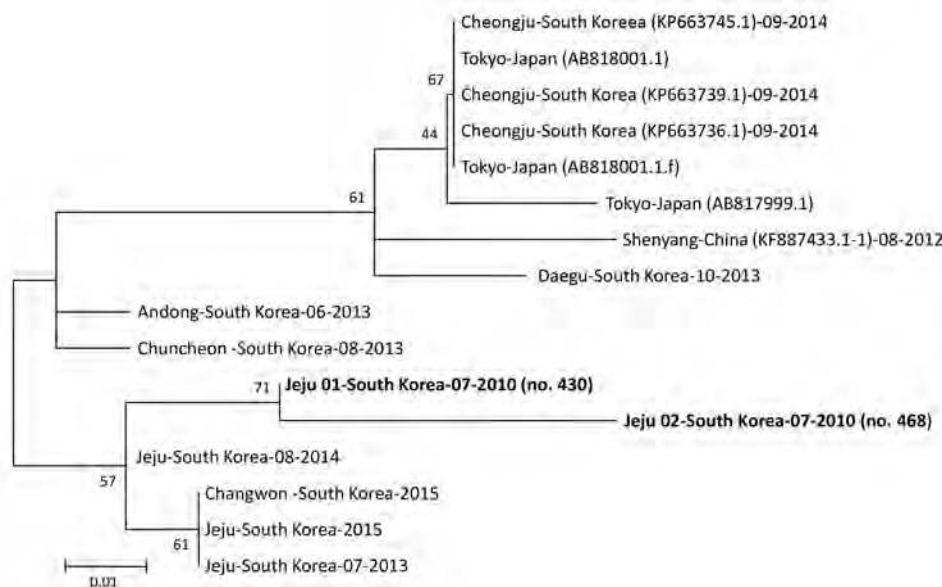 Cheongju-South Koreea (KP663745.1)-09-2014
Tokyo-Japan (AB818001.1)
67
Cheongju-South Korea (KP663739.1)-09-2014
44
Cheongju-South Korea (KP663736.1)-09-2014
Tokyo-Japan (AB818001.1.f)
61
Tokyo-Japan (AB817999.1)
Shenyang-China (KF887433.1-1)-08-2012
Daegu-South Korea-10-2013
Andong-South Korea-06-2013
Chuncheon -South Korea-08-2013
71
Jeju 01-South Korea-07-2010 (no. 430)
Jeju 02-South Korea-07-2010 (no. 468)
Jeju-South Korea-08-2014
57
Changwon -South Korea-2015
Jeju-South Korea-2015
61
Jeju-South Korea-07-2013
0.01